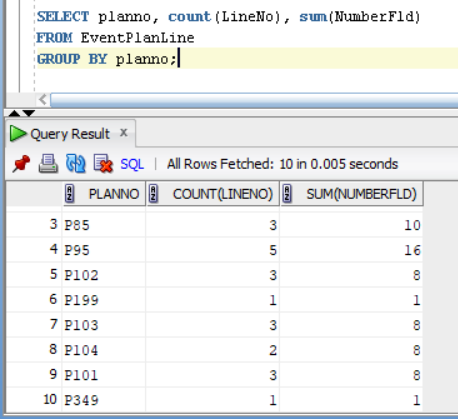 SELECT planno, count(LineNo), sum(NumberFld)
FROM EventPlanLine
GROUP BY planno;
Query Result x
SQL | All Rows Fetched: 10 in 0.005 seconds
PLANNO COUNT(LINENO) SUM(NUMBERFLD)
3 P85 3 10
4 P95 5 16
5 P102 3 8
6 P199 1 1
7 P103 3 8
8 P104 2 8
9 P101 3 8
10 P349 1 1